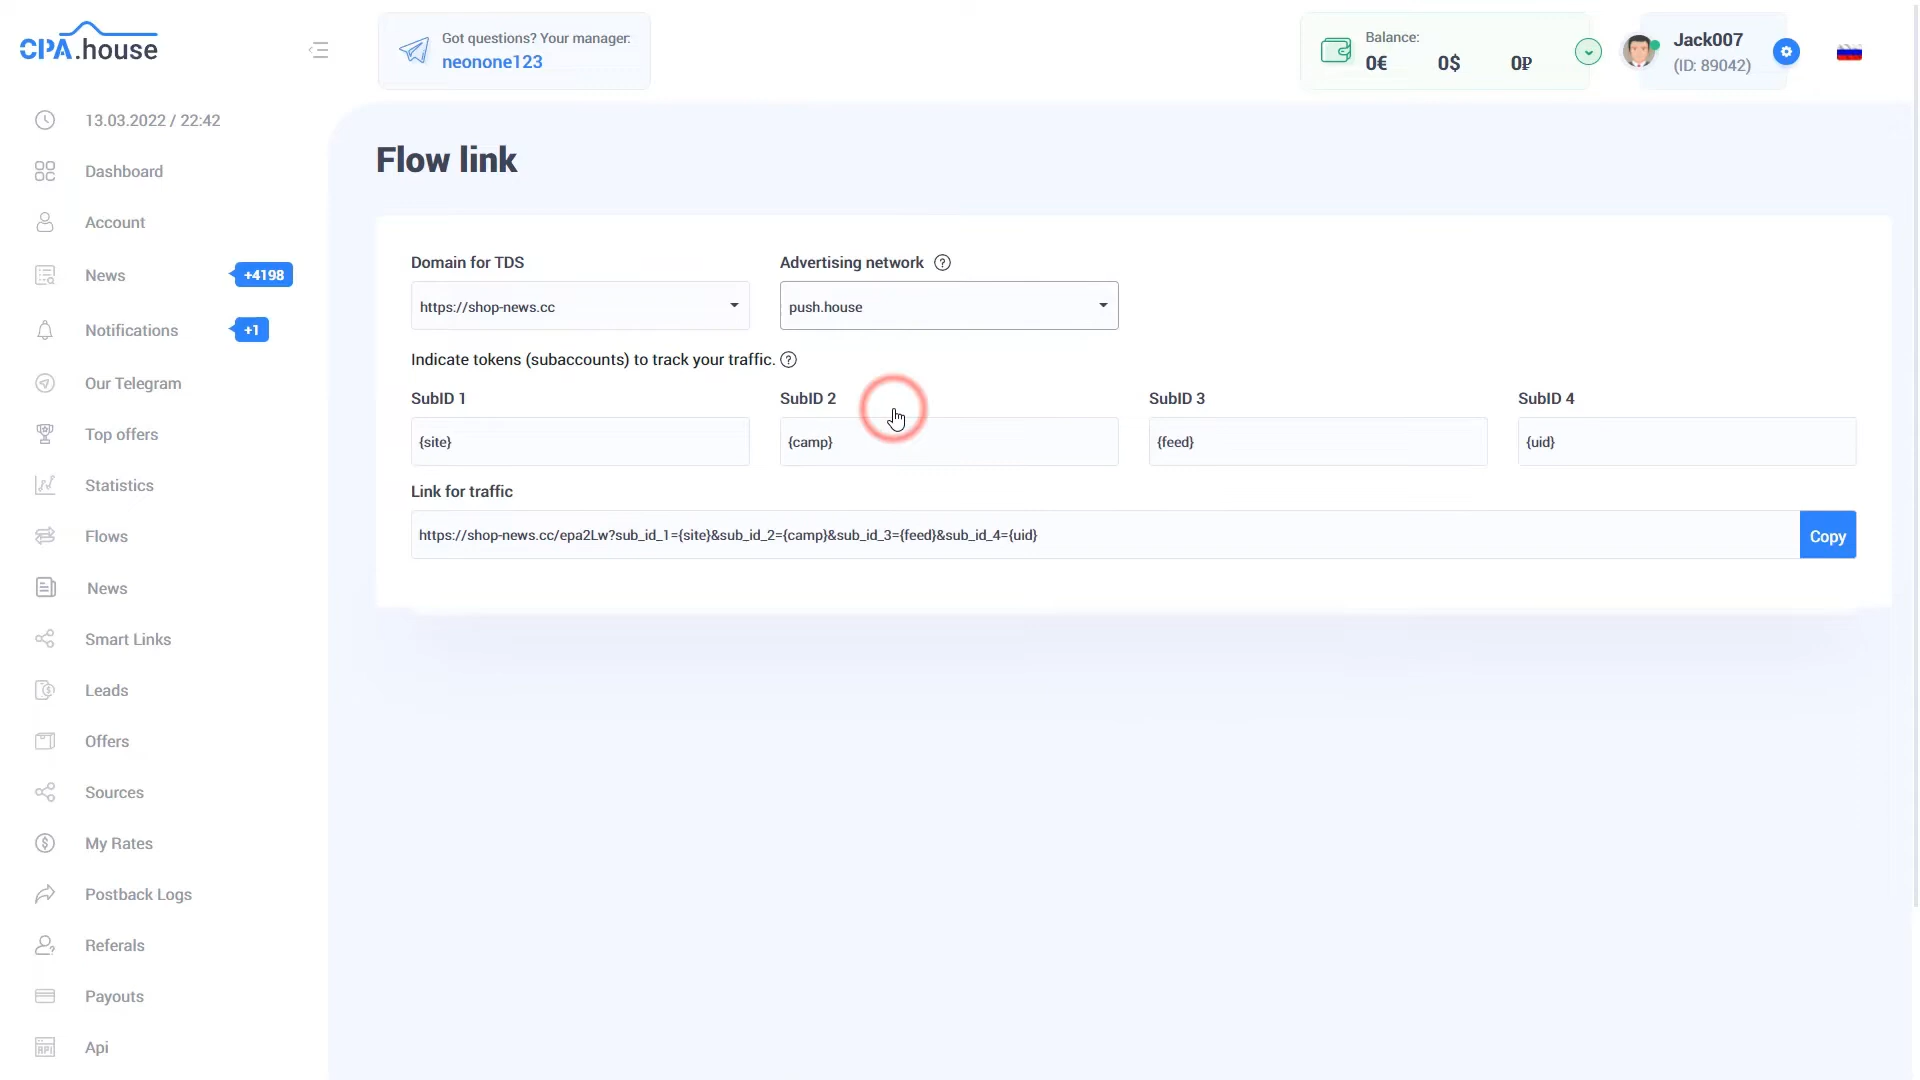 CPA.house
Got questions? Your manager:
neonone123
Balance:
0€ 0$ 0₽
Jack007
(ID: 89042)
13.03.2022 / 22:42
Dashboard
Account
News +4198
Notifications +1
Our Telegram
Top offers
Statistics
Flows
News
Smart Links
Leads
Offers
Sources
My Rates
Postback Logs
Referals
Payouts
API Api
Flow link
Domain for TDS
https://shop-news.cc
Advertising network ?
push.house
Indicate tokens (subaccounts) to track your traffic. ?
SubID 1
{site}
SubID 2
{camp}
SubID 3
{feed}
SubID 4
{uid}
Link for traffic
https://shop-news.cc/epa2Lw?sub_id_1={site}&sub_id_2={camp}&sub_id_3={feed}&sub_id_4={uid}
Copy